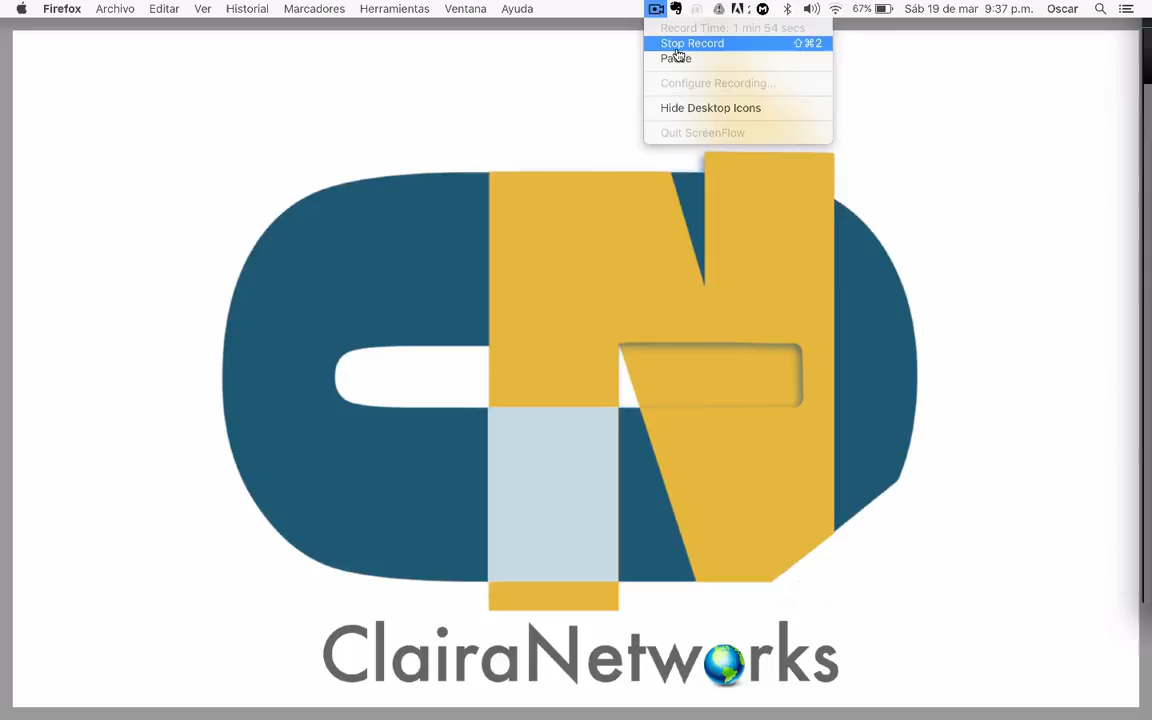 Firefox Archivo Editar Ver Historial Marcadores Herramientas Ventana Ayuda 67% Sáb 19 de mar 9:37 p.m. Oscar
Record Time: 1 min 54 secs
Stop Record ⇧⌘2
Pause
Configure Recording...
Hide Desktop Icons
Quit ScreenFlow
ClairaNetworks